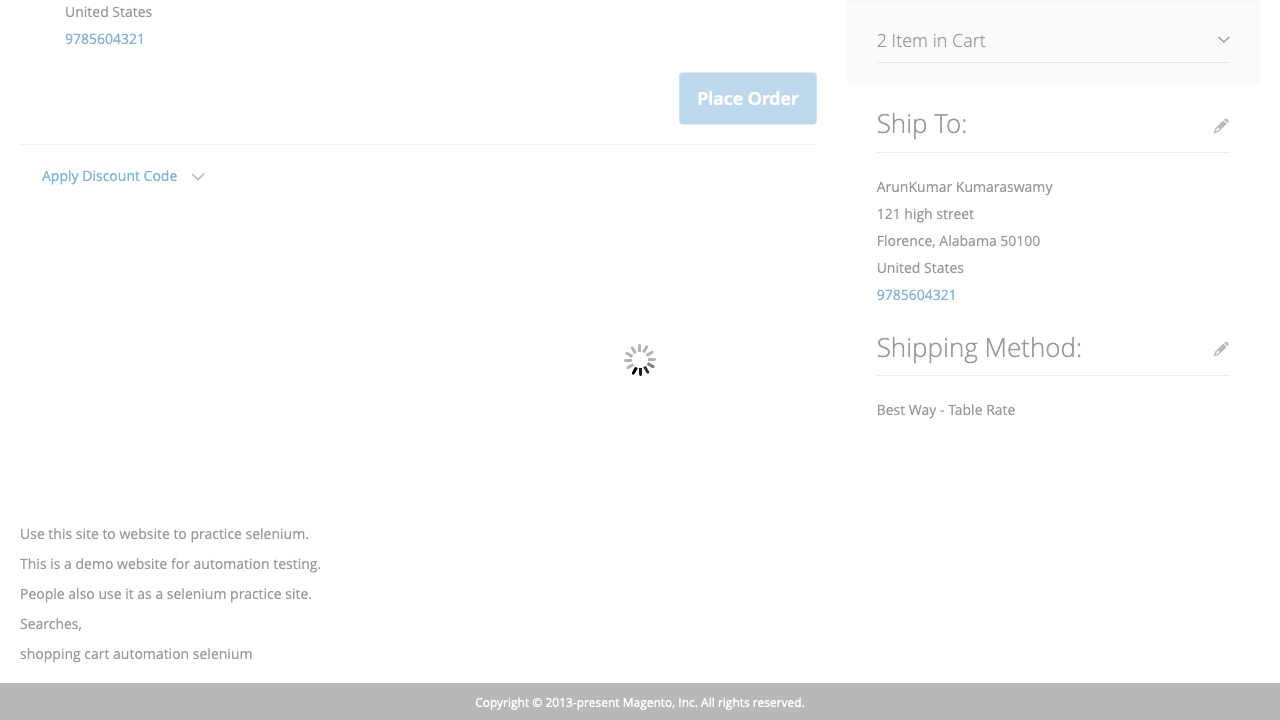 United States
9785604321
Place Order
Apply Discount Code
2 Item in Cart
Ship To:
ArunKumar Kumaraswamy
121 high street
Florence, Alabama 50100
United States
9785604321
Shipping Method:
Best Way - Table Rate
Use this site to website to practice selenium.
This is a demo website for automation testing.
People also use it as a selenium practice site.
Searches,
shopping cart automation selenium
Copyright © 2013-present Magento, Inc. All rights reserved.